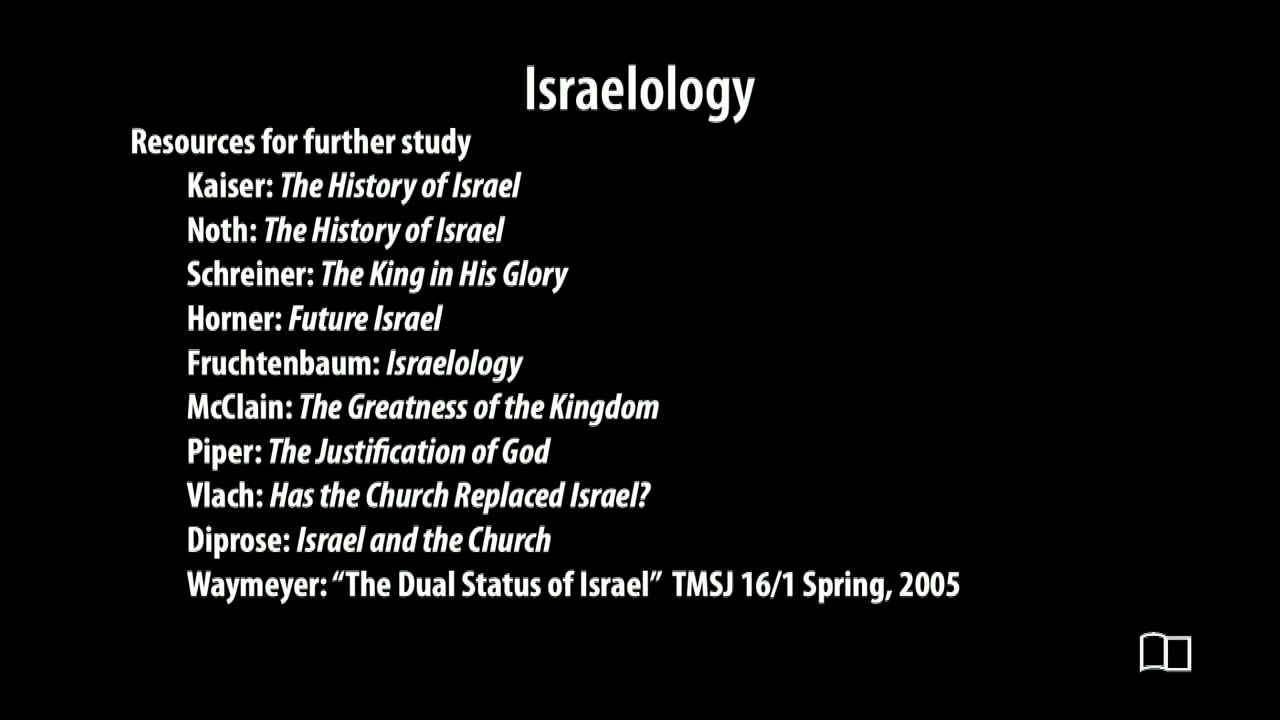 Israelology
Resources for further study
Kaiser: The History of Israel
Noth: The History of Israel
Schreiner: The King in His Glory
Horner: Future Israel
Fruchtenbaum: Israelology
McClain: The Greatness of the Kingdom
Piper: The Justification of God
Vlach: Has the Church Replaced Israel?
Diprose: Israel and the Church
Waymeyer: “The Dual Status of Israel” TMSJ 16/1 Spring, 2005